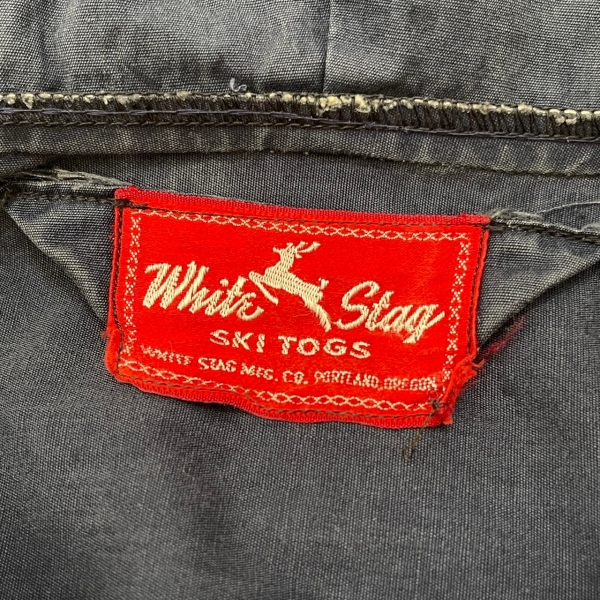 White Stag
SKI TOGS
WHITE STAG MFG. CO. PORTLAND, OREGON